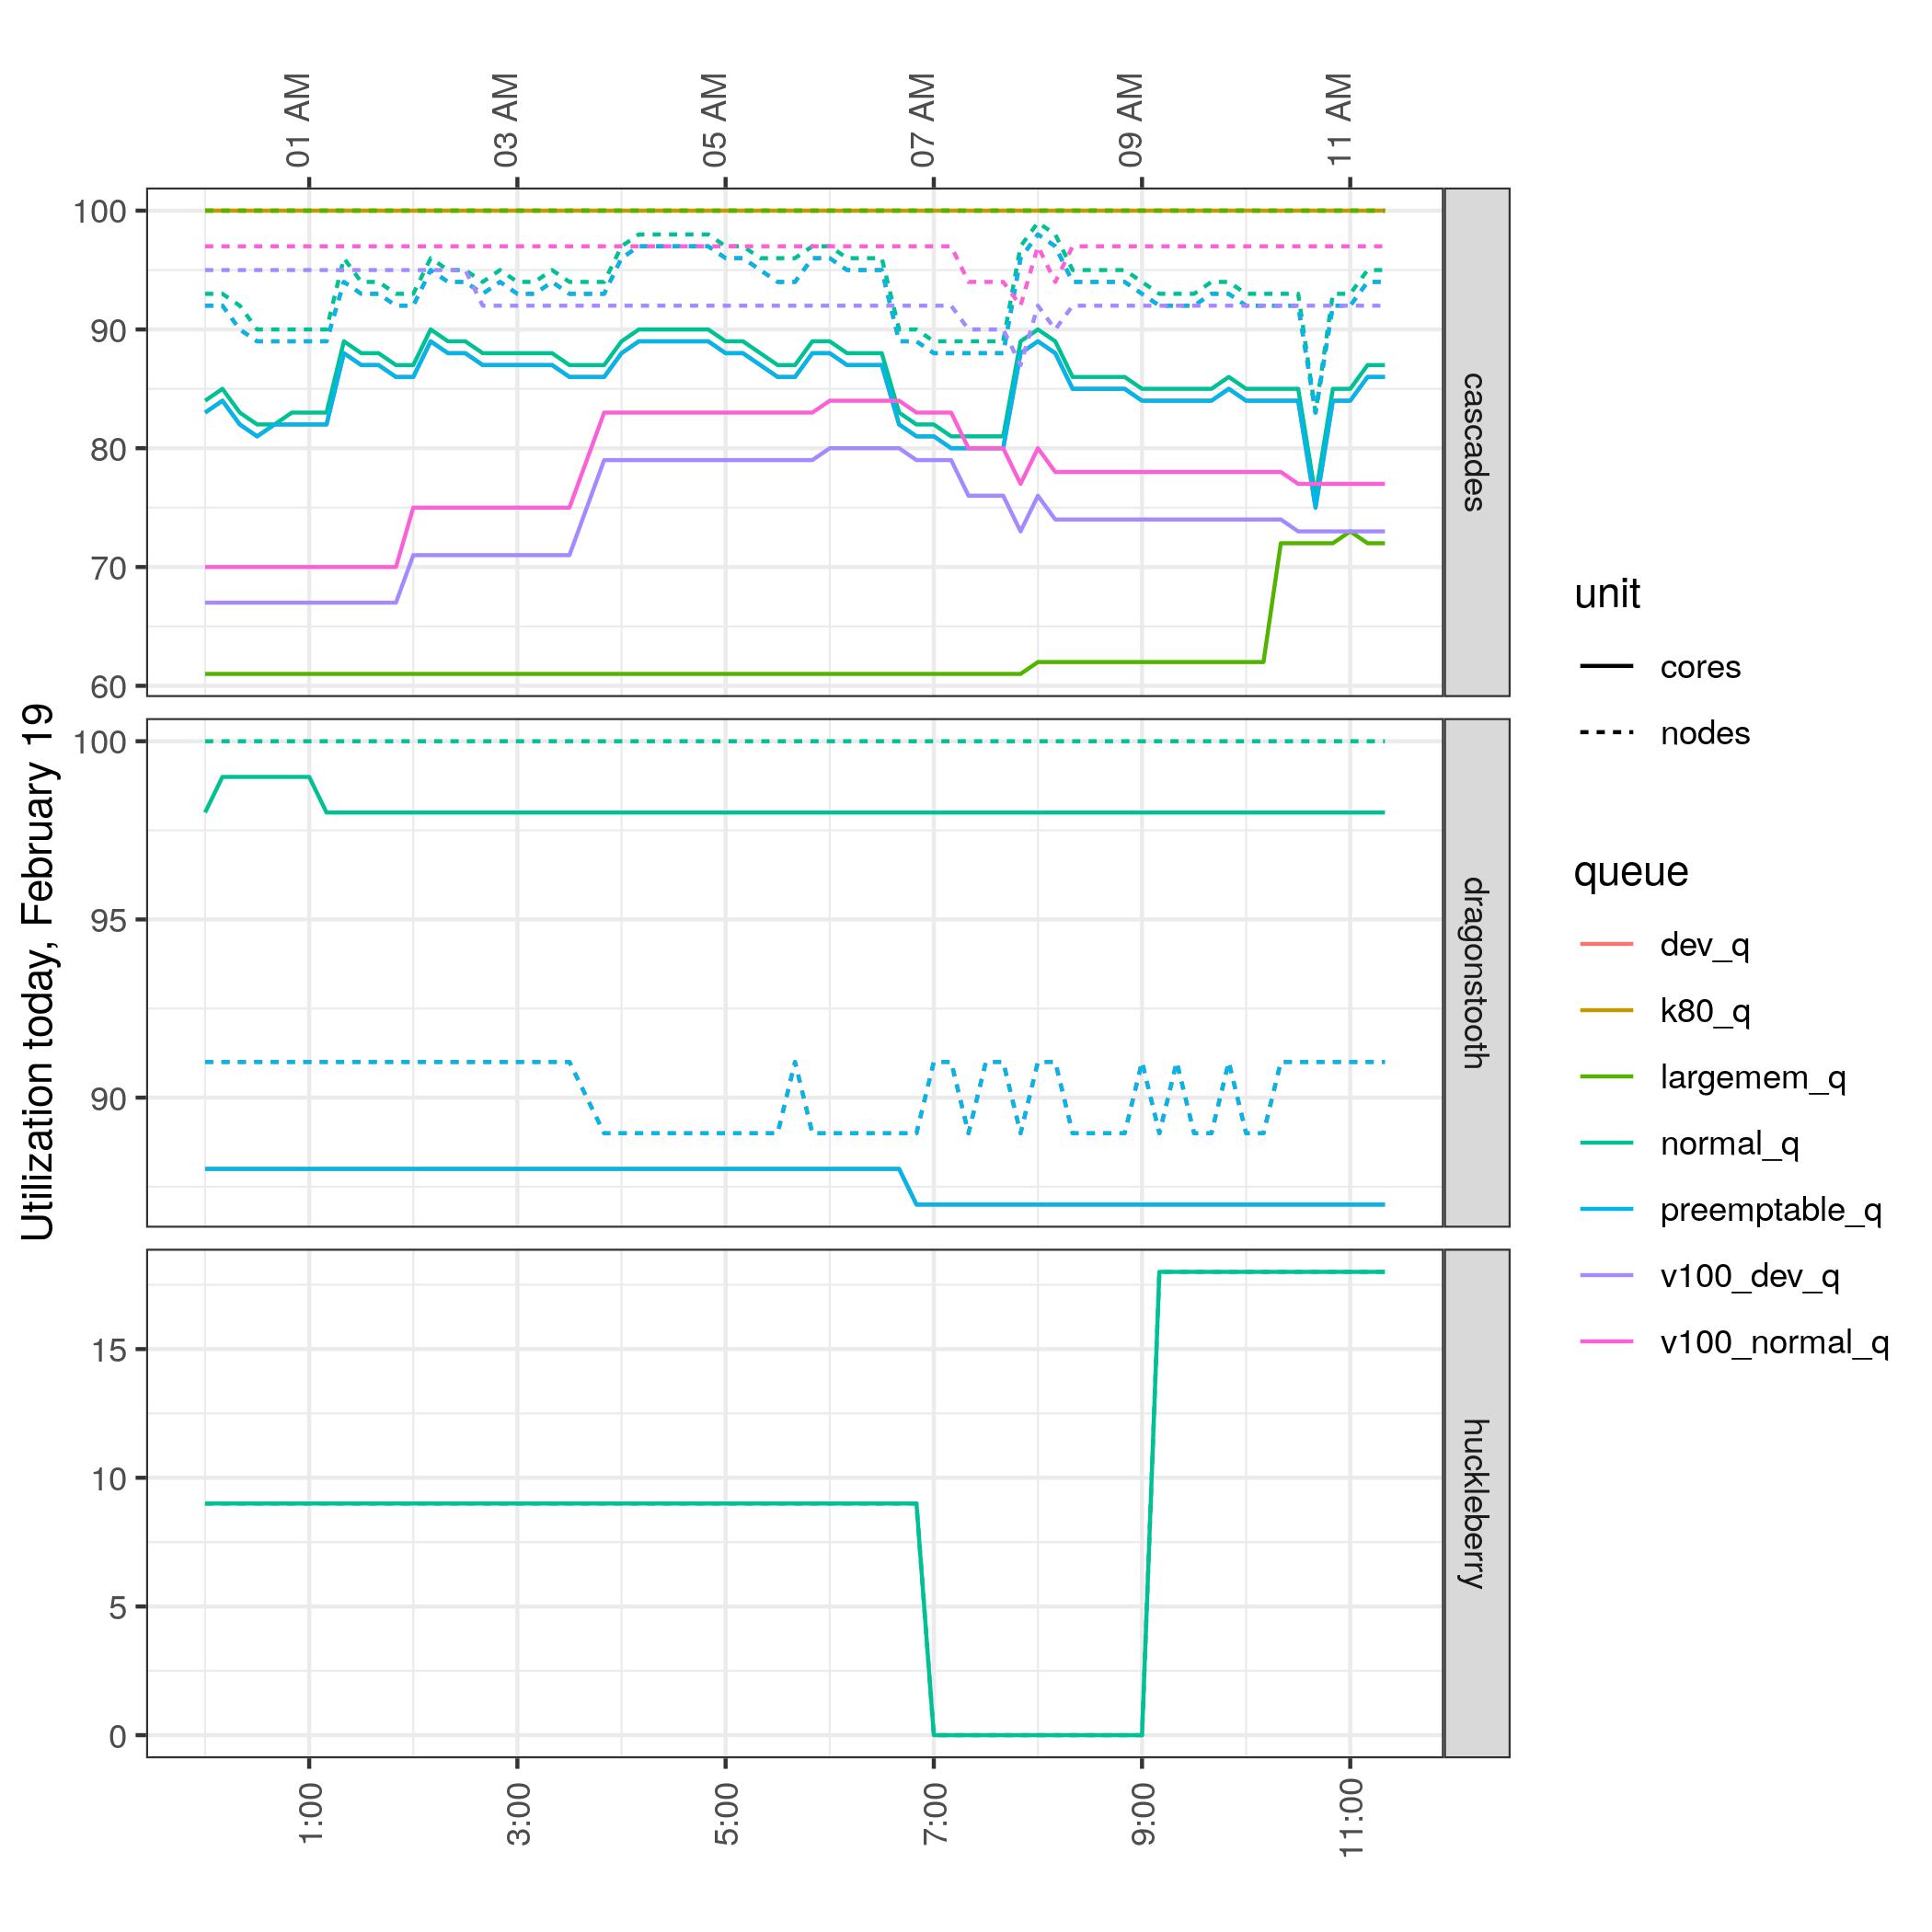 01 AM
03 AM
05 AM
07 AM
09 AM
11 AM
Utilization today, February 19
100
90
80
70
60
cascades
100
95
90
dragonstooth
15
10
5
0
huckleberry
1:00
3:00
5:00
7:00
9:00
11:00
unit
cores
nodes
queue
dev_q
k80_q
largemem_q
normal_q
preemptable_q
v100_dev_q
v100_normal_q